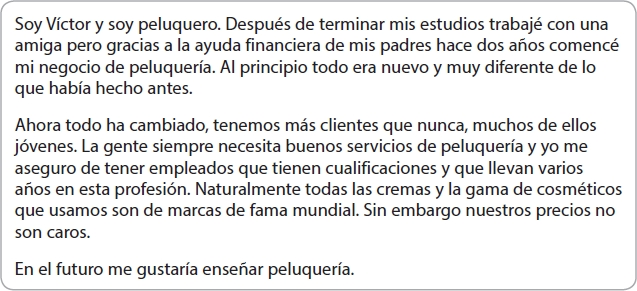 Soy Víctor y soy peluquero. Después de terminar mis estudios trabajé con una
amiga pero gracias a la ayuda financiera de mis padres hace dos años comencé
mi negocio de peluquería. Al principio todo era nuevo y muy diferente de lo
que había hecho antes.
Ahora todo ha cambiado, tenemos más clientes que nunca, muchos de ellos
jóvenes. La gente siempre necesita buenos servicios de peluquería y yo me
aseguro de tener empleados que tienen cualificaciones y que llevan varios
años en esta profesión. Naturalmente todas las cremas y la gama de cosméticos
que usamos son de marcas de fama mundial. Sin embargo nuestros precios no
son caros.
En el futuro me gustaría enseñar peluquería.